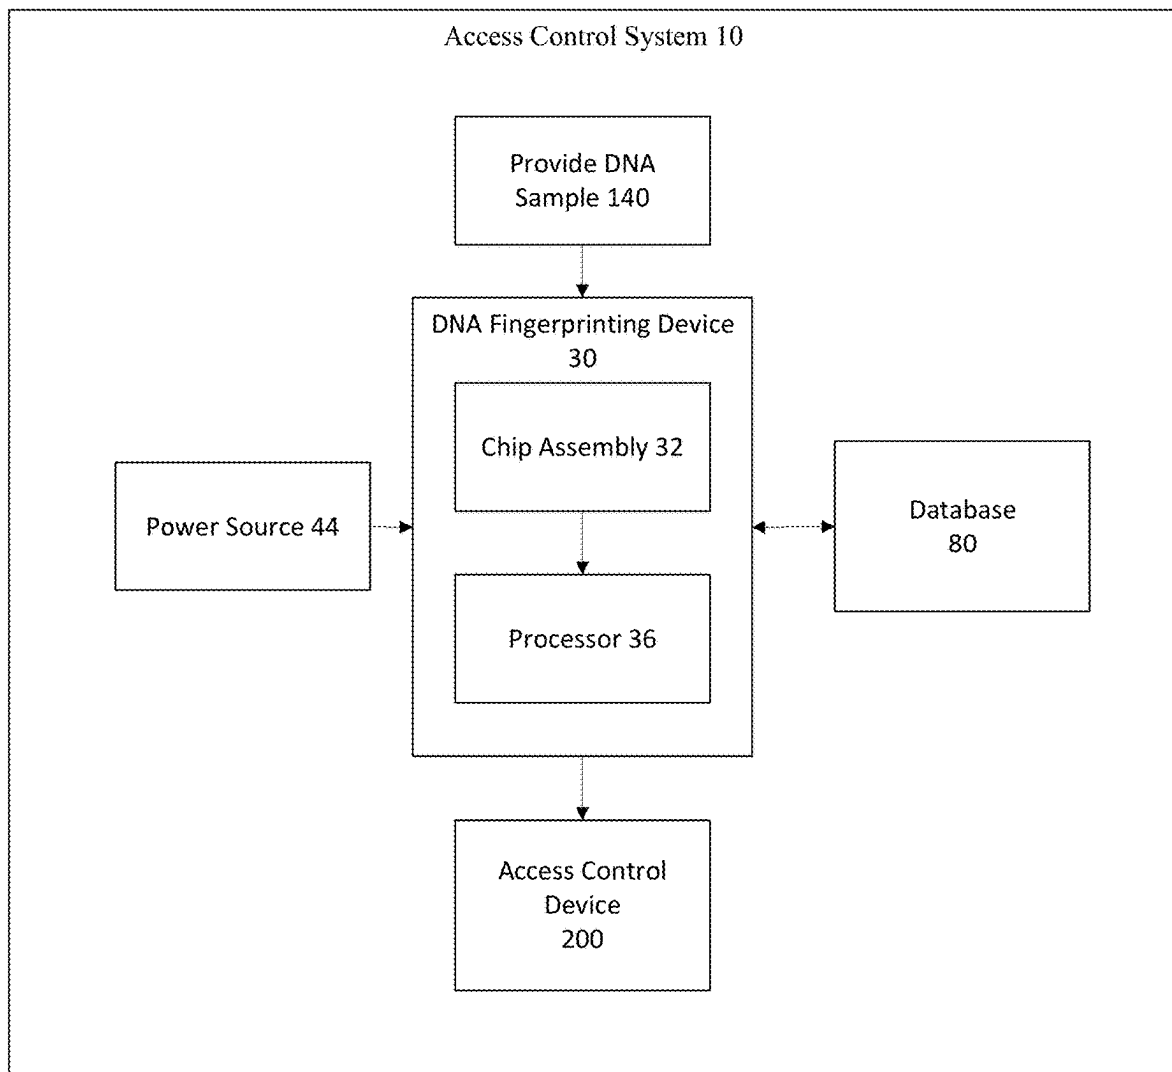 Access Control System 10
Provide DNA
Sample 140
DNA Fingerprinting Device
30
Chip Assembly 32
Power Source 44
Database
80
Processor 36
Access Control
Device
200